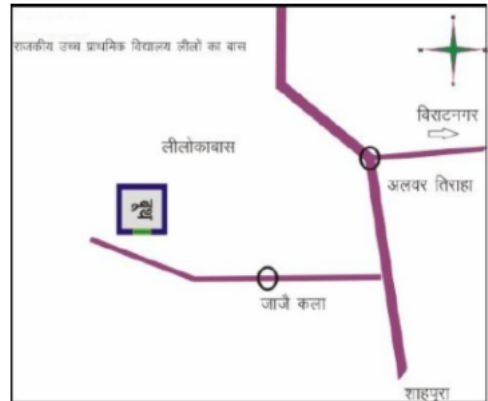 राजकीय उच्च प्राथमिक विद्यालय लीलों का बास
विराटनगर
लीलोकाबास
अलवर तिराहा
बूथ
जाजै कला
शाहपुरा